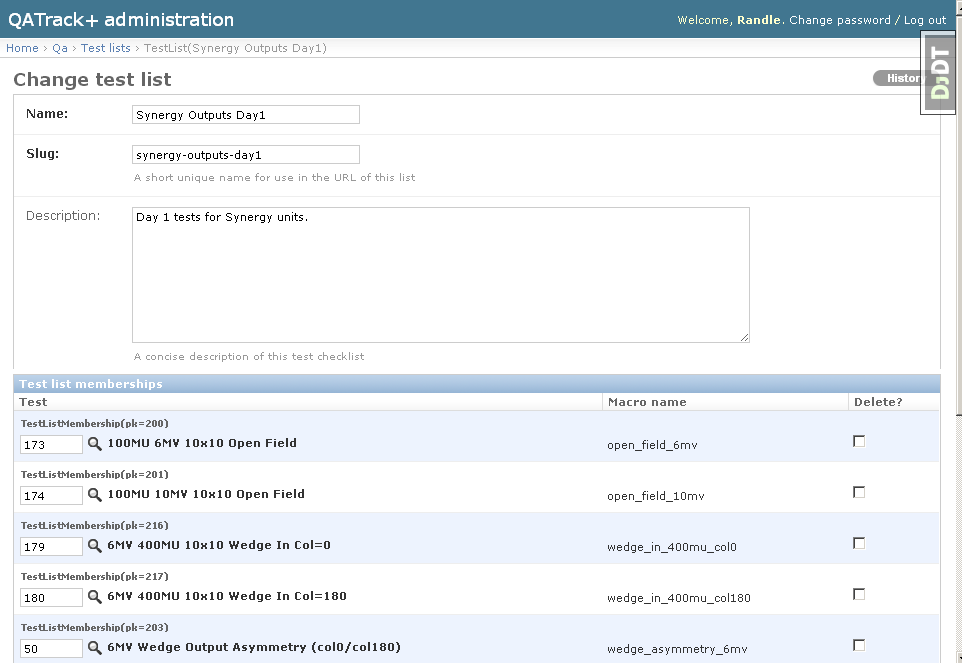 QATrack+ administration
Welcome, Randle. Change password / Log out
Home › Qa › Test lists › TestList(Synergy Outputs Day1)
DjDT
Change test list
History
Name: Synergy Outputs Day1
Slug: synergy-outputs-day1
A short unique name for use in the URL of this list
Description: Day 1 tests for Synergy units.
A concise description of this test checklist
Test list memberships
Test Macro name Delete?
TestListMembership(pk=200)
173 100MU 6MV 10x10 Open Field open_field_6mv
TestListMembership(pk=201)
174 100MU 10MV 10x10 Open Field open_field_10mv
TestListMembership(pk=216)
179 6MV 400MU 10x10 Wedge In Col=0 wedge_in_400mu_col0
TestListMembership(pk=217)
180 6MV 400MU 10x10 Wedge In Col=180 wedge_in_400mu_col180
TestListMembership(pk=203)
50 6MV Wedge Output Asymmetry (col0/col180) wedge_asymmetry_6mv